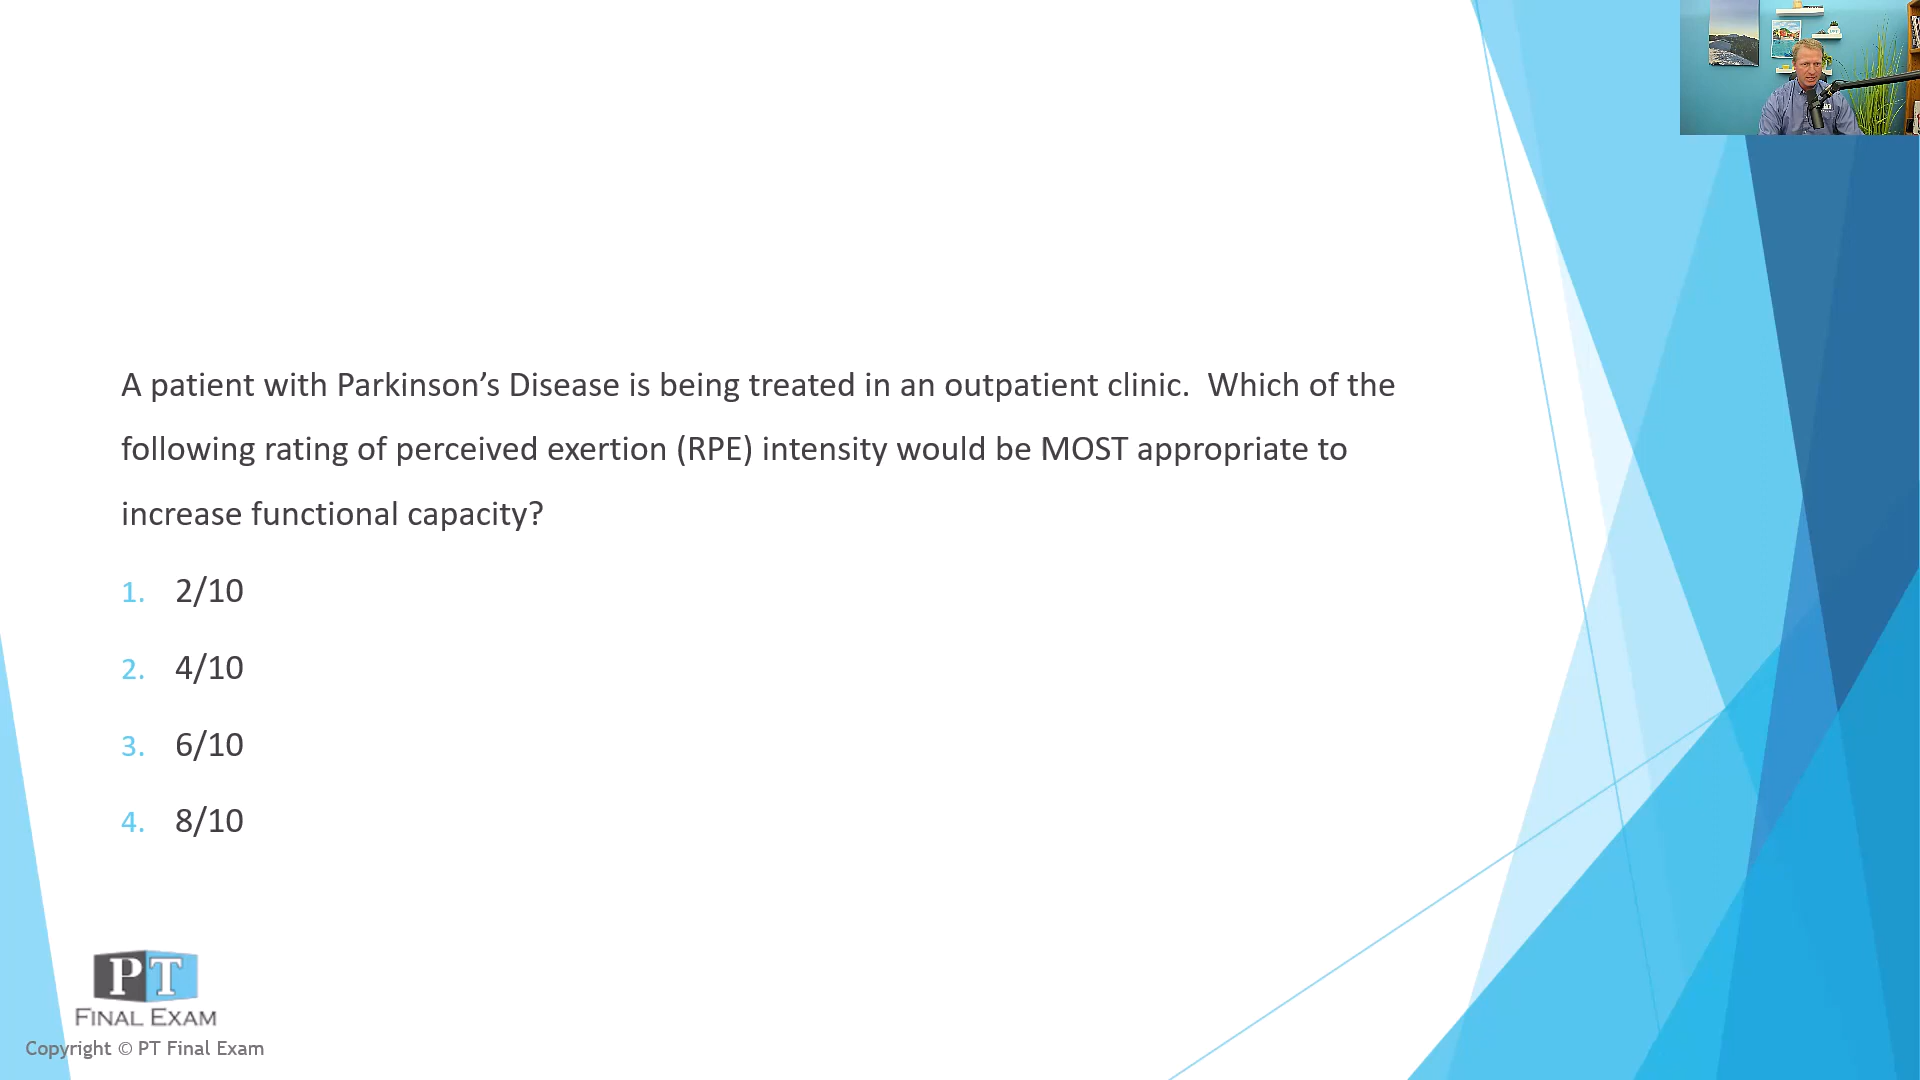 A patient with Parkinson’s Disease is being treated in an outpatient clinic.  Which of the
following rating of perceived exertion (RPE) intensity would be MOST appropriate to
increase functional capacity?
1. 2/10
2. 4/10
3. 6/10
4. 8/10
PT
FINAL EXAM
Copyright © PT Final Exam